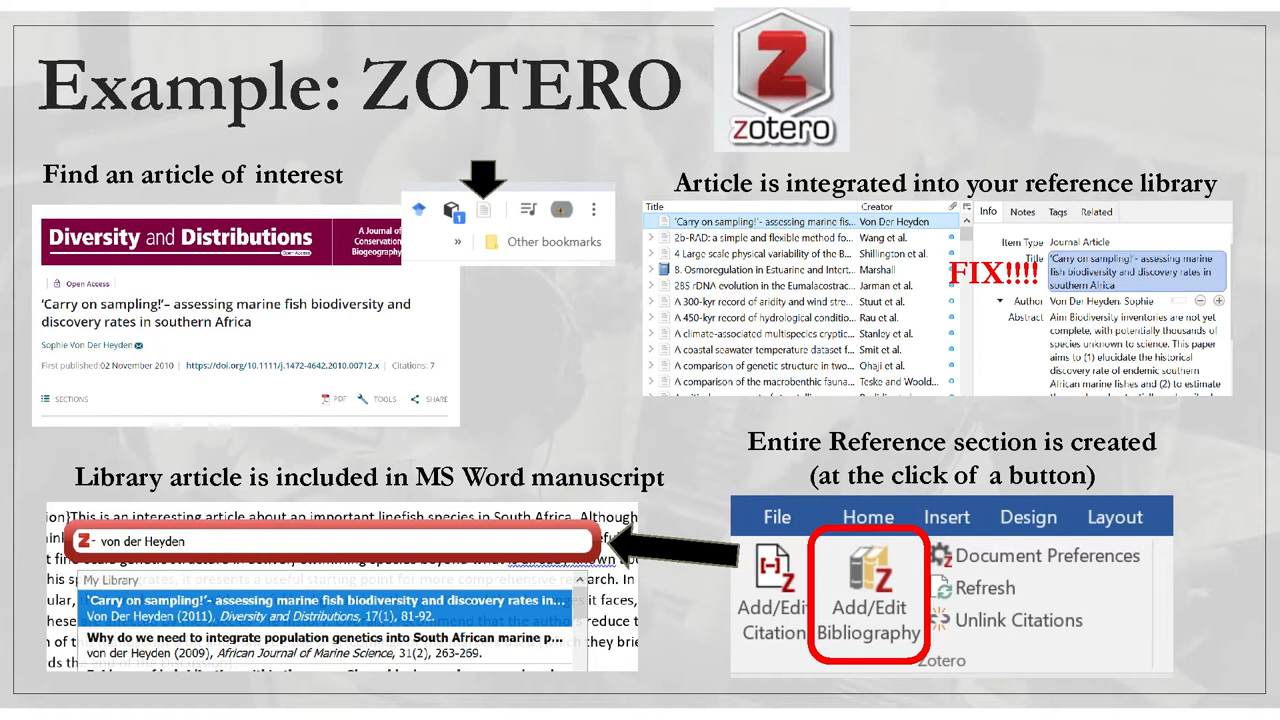 Example: ZOTERO
zotero
Find an article of interest
1
» Other bookmarks
Diversity and Distributions
Open Access
A Journal of
Conservation
Biogeography
Open Access
‘Carry on sampling!’– assessing marine fish biodiversity and
discovery rates in southern Africa
Sophie Von Der Heyden
First published:02 November 2010 | https://doi.org/10.1111/j.1472-4642.2010.00712.x | Citations: 7
SECTIONS PDF TOOLS SHARE
Article is integrated into your reference library
Title Creator
‘Carry on sampling!’- assessing marine fis... Von Der Heyden
2b-RAD: a simple and flexible method fo... Wang et al.
4 Large scale physical variability of the B... Shillington et al.
8. Osmoregulation in Estuarine and Intert... Marshall
28S rDNA evolution in the Eumalacostrac... Jarman et al.
A 300-kyr record of aridity and wind stre... Stuut et al.
A 450-kyr record of hydrological conditio... Rau et al.
A climate-associated multispecies cryptic... Stanley et al.
A coastal seawater temperature dataset f... Smit et al.
A comparison of genetic structure in two... Qhaji et al.
A comparison of the macrobenthic fauna... Teske and Woold...
Info Notes Tags Related
Item Type Journal Article
Title ‘Carry on sampling!’- assessing marine
fish biodiversity and discovery rates in
southern Africa
FIX!!!!
Author Von Der Heyden, Sophie
Abstract Aim Biodiversity inventories are not yet
complete, with potentially thousands of
species unknown to science. This paper
aims to (1) elucidate the historical
discovery rate of endemic southern
African marine fishes and (2) to estimate
Library article is included in MS Word manuscript
ion}This is an interesting article about an important linefish species in South Africa. Although
Z - von der Heyden
My Library
‘Carry on sampling!’- assessing marine fish biodiversity and discovery rates in...
Von Der Heyden (2011), Diversity and Distributions, 17(1), 81-92.
Why do we need to integrate population genetics into South African marine p...
von der Heyden (2009), African Journal of Marine Science, 31(2), 263-269.
Entire Reference section is created
(at the click of a button)
File Home Insert Design Layout
Add/Edit
Citation
Add/Edit
Bibliography
Document Preferences
Refresh
Unlink Citations
Zotero